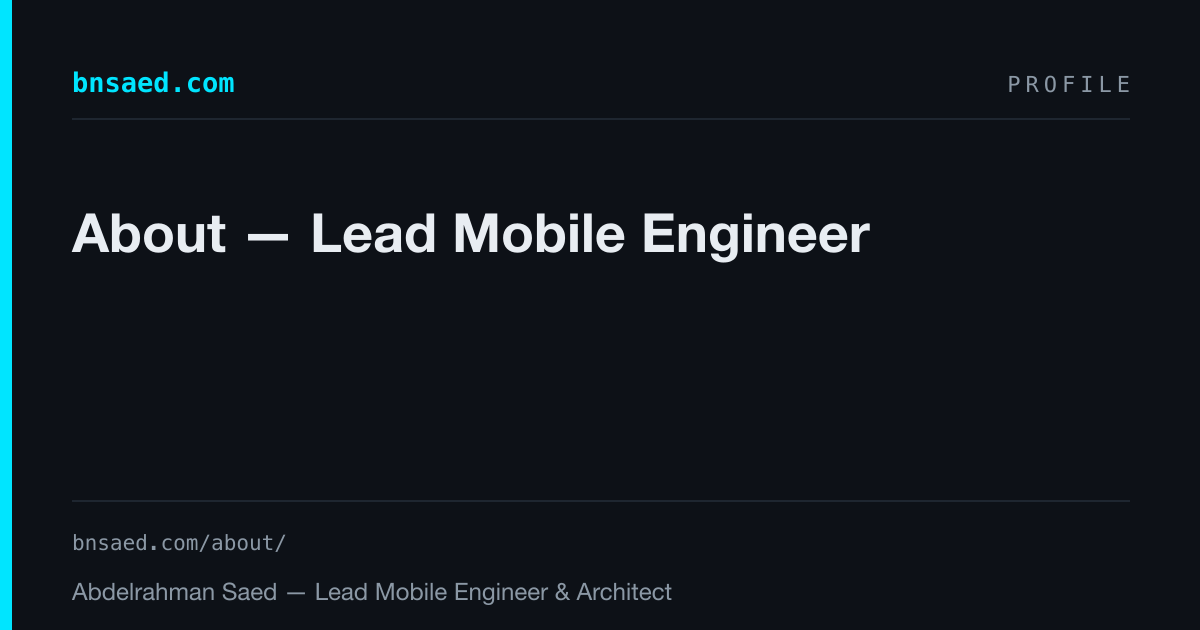 bnsaed.com
PROFILE
About — Lead Mobile Engineer
bnsaed.com/about/
Abdelrahman Saed — Lead Mobile Engineer & Architect